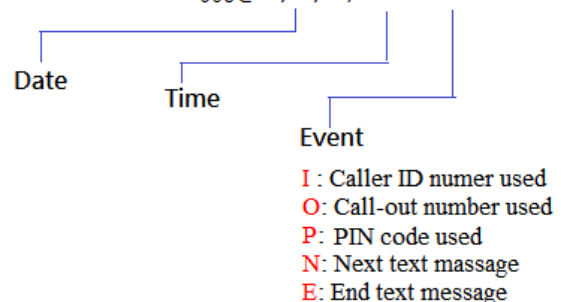 Date
Time
Event
I : Caller ID numer used
O: Call-out number used
P: PIN code used
N: Next text massage
E: End text message